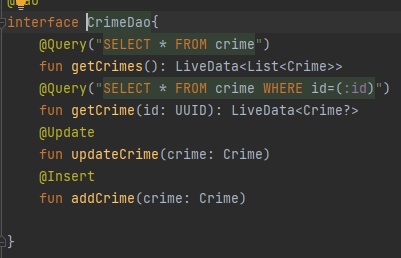 @Dao
interface CrimeDao{
@Query("SELECT * FROM crime")
fun getCrimes(): LiveData<List<Crime>>
@Query("SELECT * FROM crime WHERE id=(:id)")
fun getCrime(id: UUID): LiveData<Crime?>
@Update
fun updateCrime(crime: Crime)
@Insert
fun addCrime(crime: Crime)
}